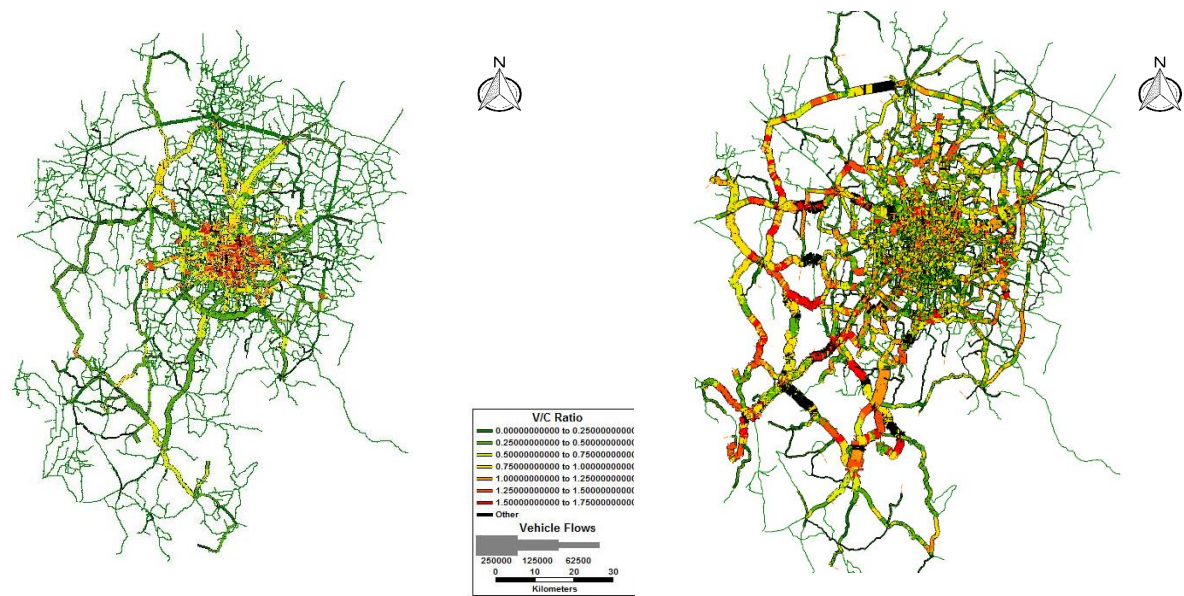 N
N
V/C Ratio
0.00000000000 to 0.25000000000
0.25000000000 to 0.50000000000
0.50000000000 to 0.75000000000
0.75000000000 to 1.00000000000
1.00000000000 to 1.25000000000
1.25000000000 to 1.50000000000
1.50000000000 to 1.75000000000
Other
Vehicle Flows
250000 125000 62500
0 10 20 30
Kilometers